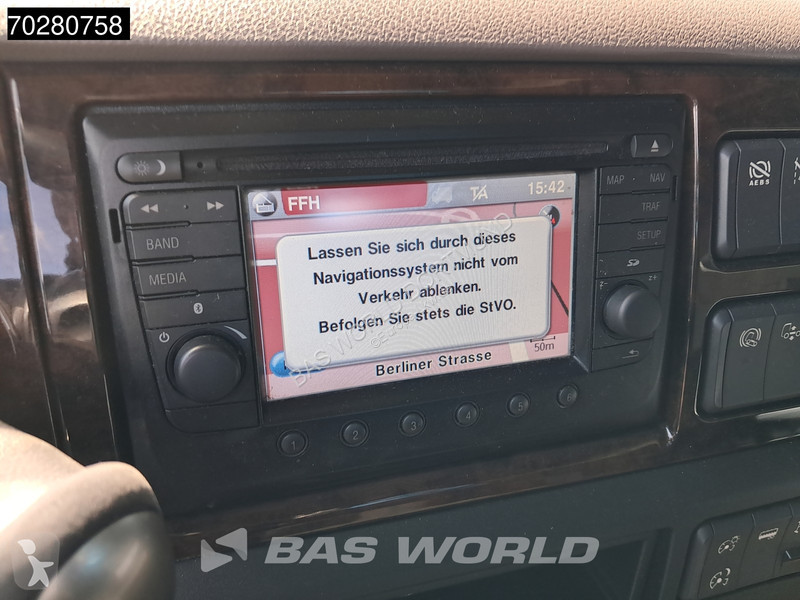 70280758
MAP NAV
AEBS
TRAF
BAND
SETUP
MEDIA
FFH
TA
15:42
Lassen Sie sich durch dieses
Navigationssystem nicht vom
Verkehr ablenken.
Befolgen Sie stets die StVO.
50m
Berliner Strasse
1 2 3 4 5 6
BAS WORLD